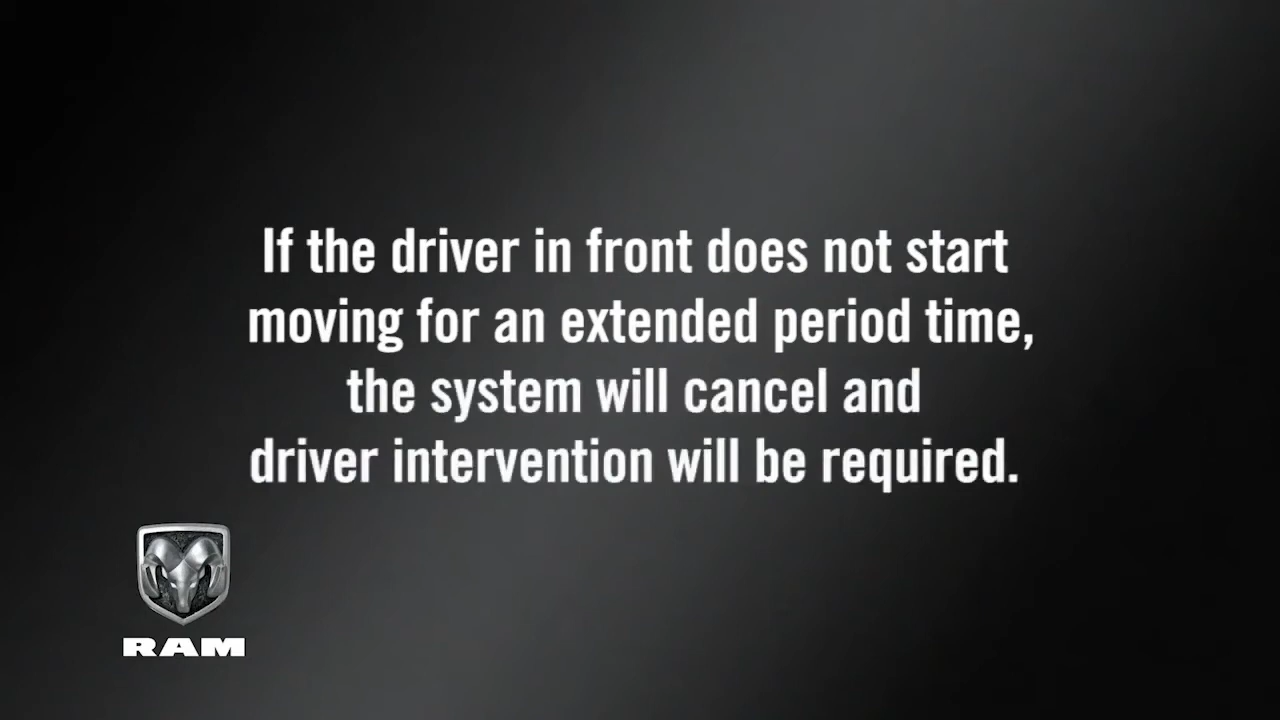 If the driver in front does not start
moving for an extended period time,
the system will cancel and
driver intervention will be required.
RAM